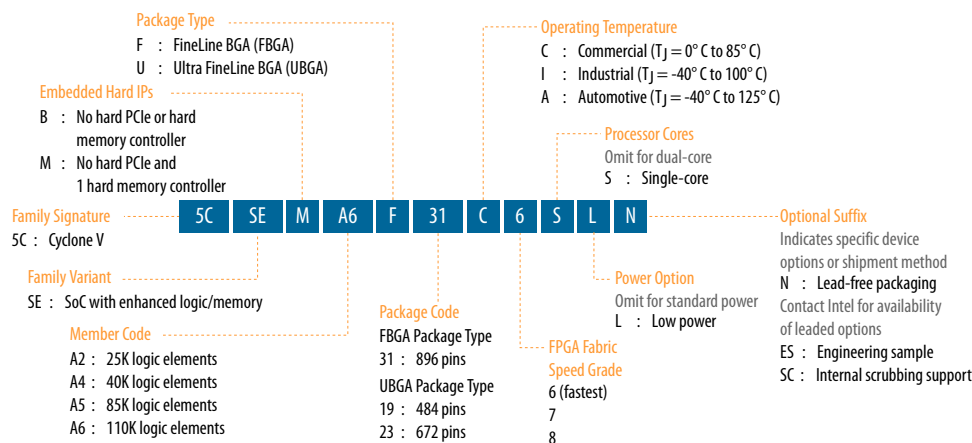 Package Type
F : FineLine BGA (FBGA)
U : Ultra FineLine BGA (UBGA)
Operating Temperature
C : Commercial (TJ = 0° C to 85° C)
I : Industrial (TJ = -40° C to 100° C)
A : Automotive (TJ = -40° C to 125° C)
Embedded Hard IPs
B : No hard PCIe or hard
memory controller
M : No hard PCIe and
1 hard memory controller
Processor Cores
Omit for dual-core
S : Single-core
5C SE M A6 F 31 C 6 S L N
Family Signature
5C : Cyclone V
Family Variant
SE : SoC with enhanced logic/memory
Member Code
A2 : 25K logic elements
A4 : 40K logic elements
A5 : 85K logic elements
A6 : 110K logic elements
Package Code
FBGA Package Type
31 : 896 pins
UBGA Package Type
19 : 484 pins
23 : 672 pins
FPGA Fabric
Speed Grade
6 (fastest)
7
8
Power Option
Omit for standard power
L : Low power
Optional Suffix
Indicates specific device
options or shipment method
N : Lead-free packaging
Contact Intel for availability
of leaded options
ES : Engineering sample
SC : Internal scrubbing support